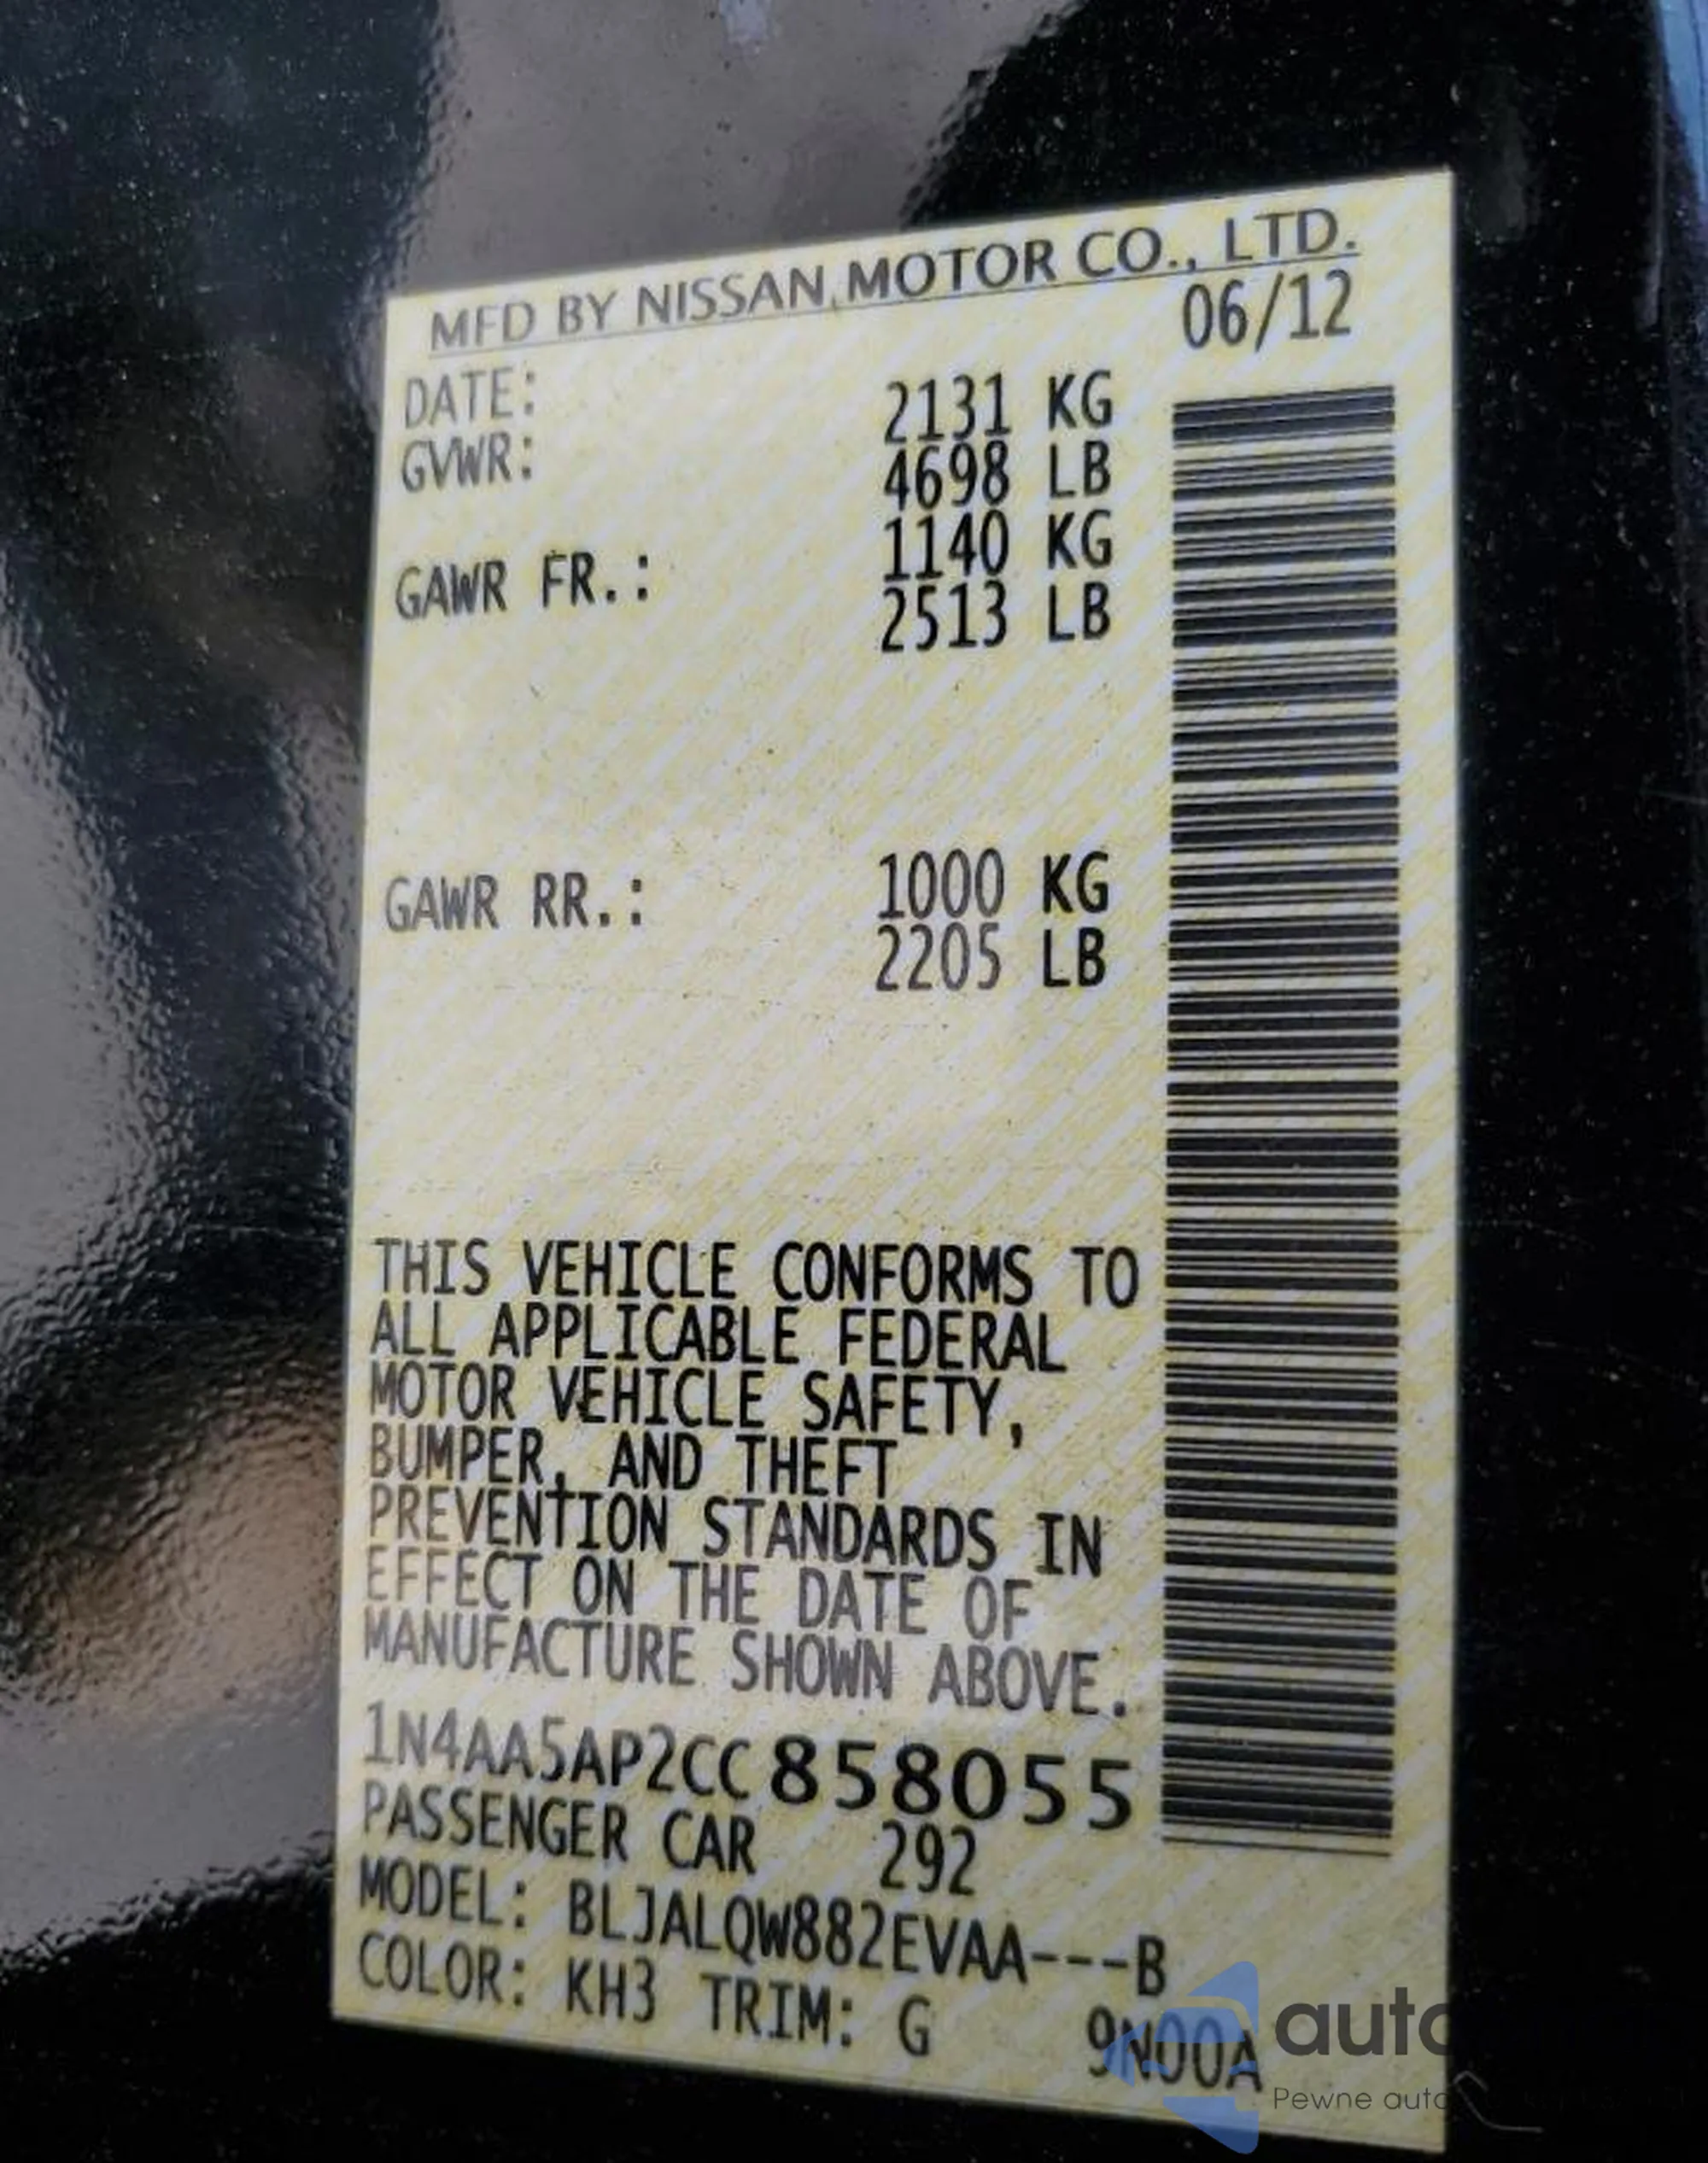 MFD BY NISSAN MOTOR CO., LTD.
DATE: 06/12
GVWR: 2131 KG
4698 LB
GAWR FR.: 1140 KG
2513 LB
GAWR RR.: 1000 KG
2205 LB
THIS VEHICLE CONFORMS TO
ALL APPLICABLE FEDERAL
MOTOR VEHICLE SAFETY,
BUMPER, AND THEFT
PREVENTION STANDARDS IN
EFFECT ON THE DATE OF
MANUFACTURE SHOWN ABOVE.
1N4AA5AP2CC858055
PASSENGER CAR 292
MODEL: BLJALQW882EVAA---B
COLOR: KH3 TRIM: G 9N00A
auto
Pewne auto